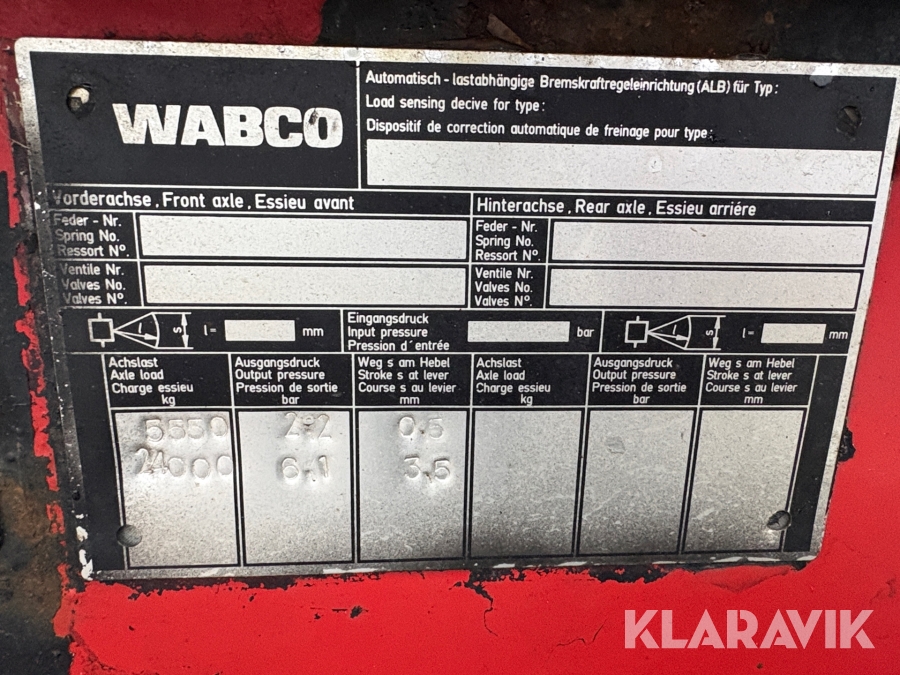 WABCO
Automatisch - lastabhängige Bremskraftregeleinrichtung (ALB) für Typ:
Load sensing decive for type:
Dispositif de correction automatique de freinage pour type:
Vorderachse, Front axle, Essieu avant
Hinterachse, Rear axle, Essieu arriére
Feder - Nr.
Spring No.
Ressort N°.
Feder - Nr.
Spring No.
Ressort N°.
Ventile Nr.
Valves No.
Valves N°.
Ventile Nr.
Valves No.
Valves N°.
l s l = mm
Eingangsdruck
Input pressure
Pression d´entrée
bar
l s l = mm
Achslast
Axle load
Charge essieu
kg
Ausgangsdruck
Output pressure
Pression de sortie
bar
Weg s am Hebel
Stroke s at lever
Course s au levier
mm
Achslast
Axle load
Charge essieu
kg
Ausgangsdruck
Output pressure
Pression de sortie
bar
Weg s am Hebel
Stroke s at lever
Course s au levier
mm
5550 2.2 0.5
24000 6.1 3.5
KLARAVIK